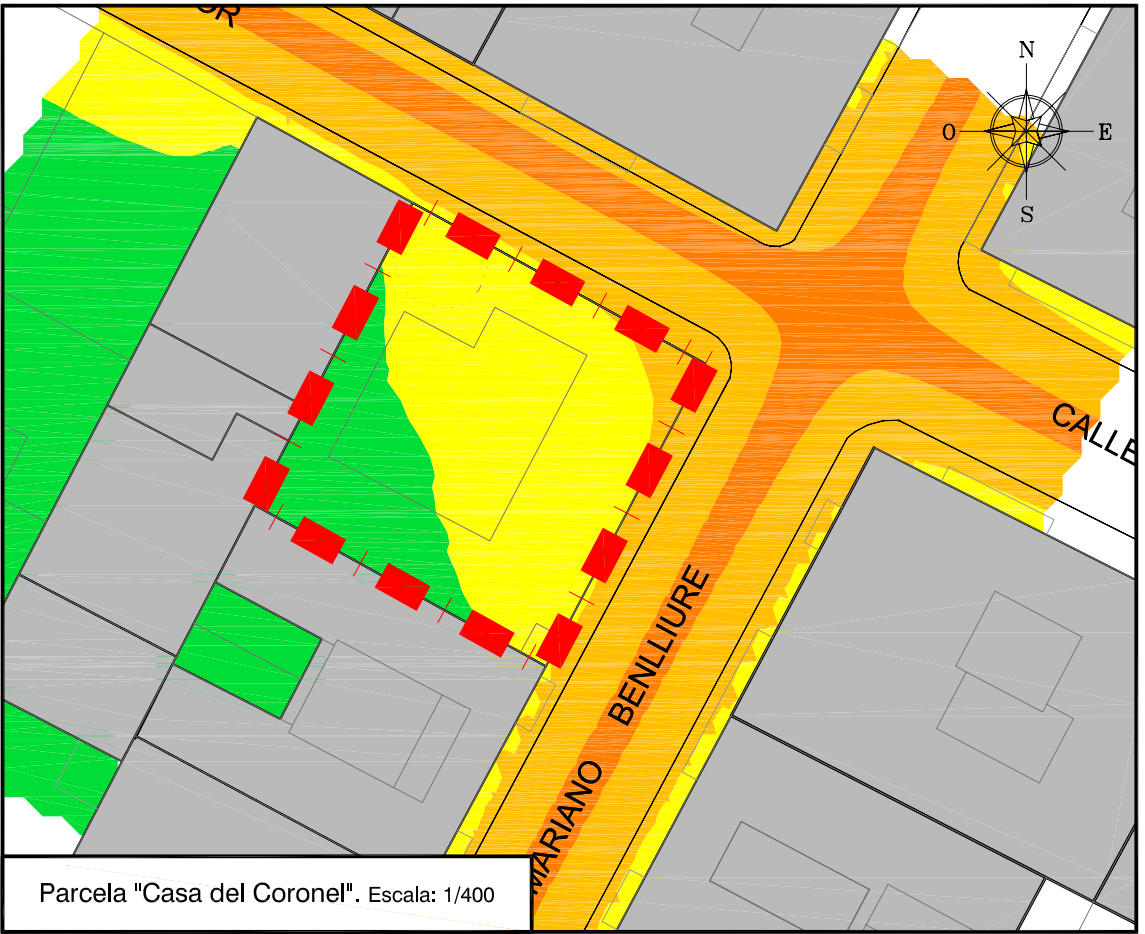 OR
N
O
E
S
CALLE
MARIANO BENLLIURE
Parcela "Casa del Coronel". Escala: 1/400